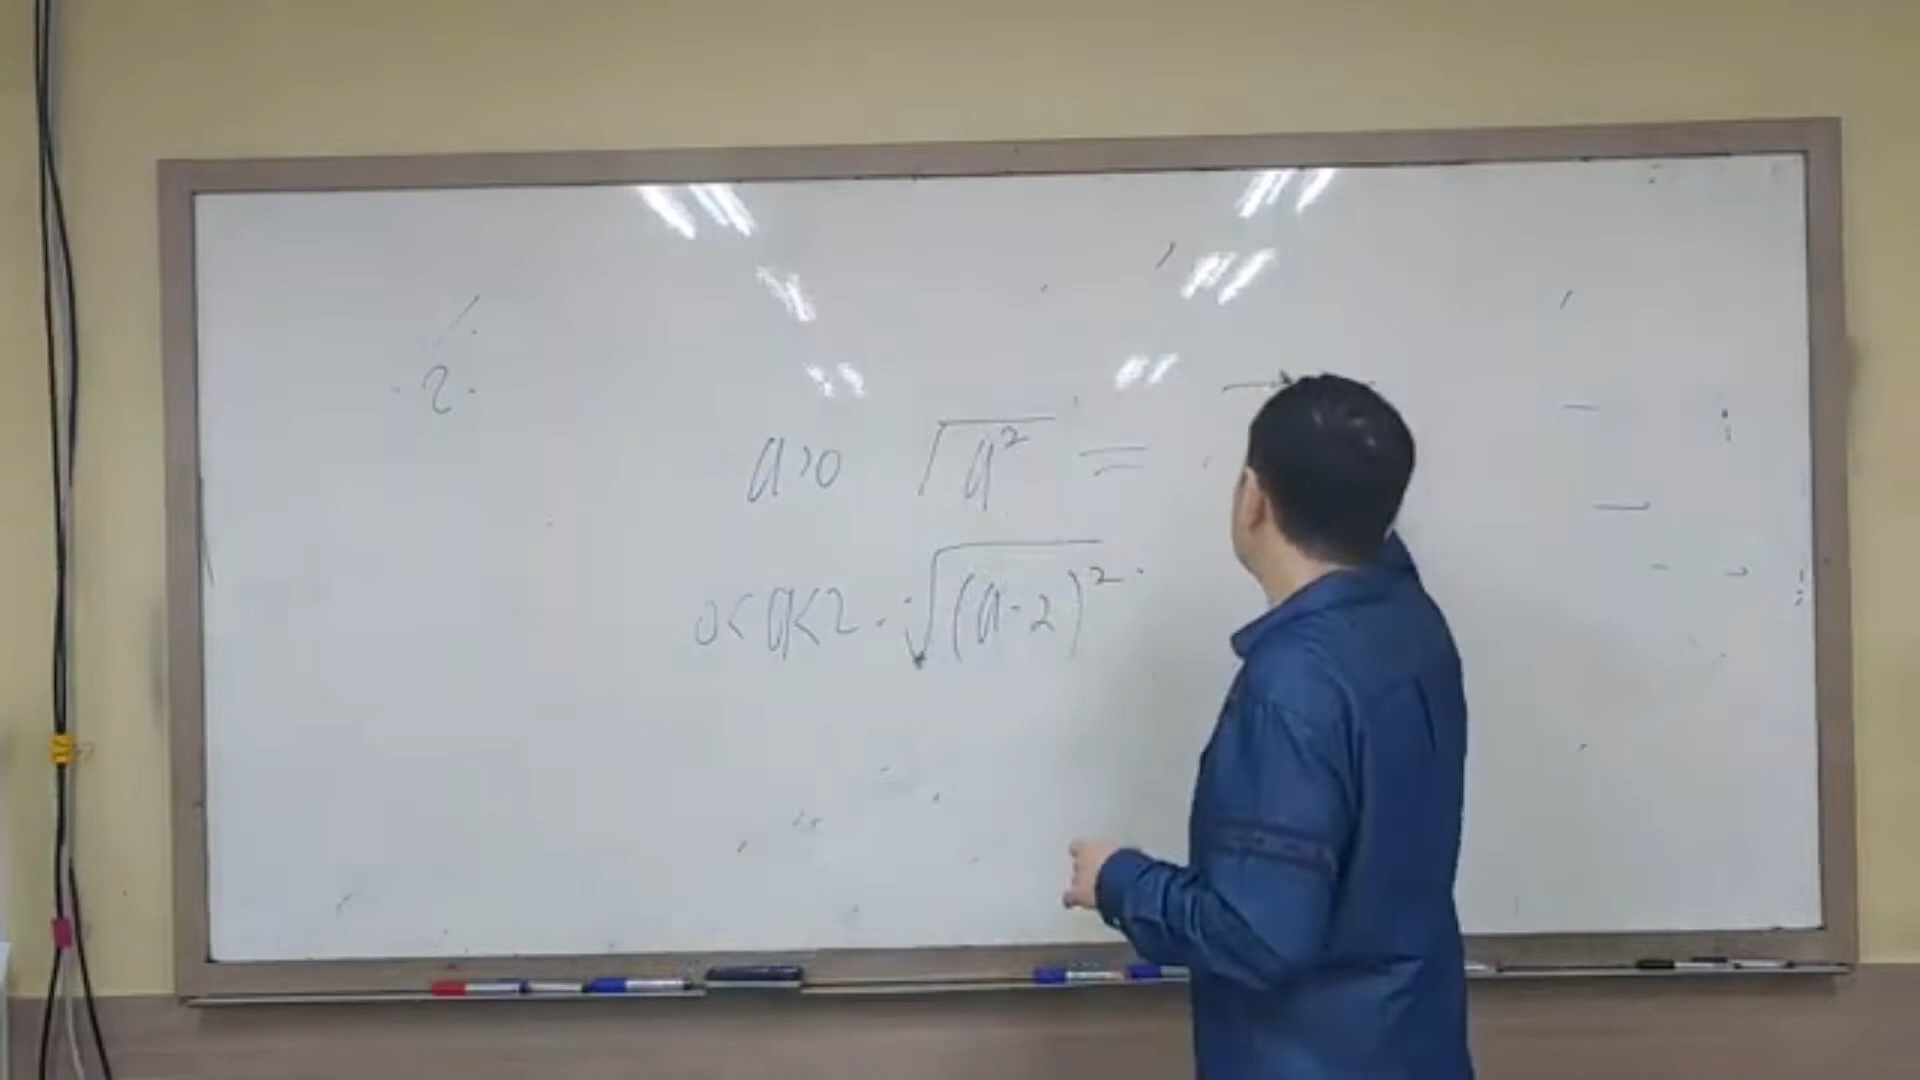 2.
a>0 √a² =
0<a<2. √(a-2)²